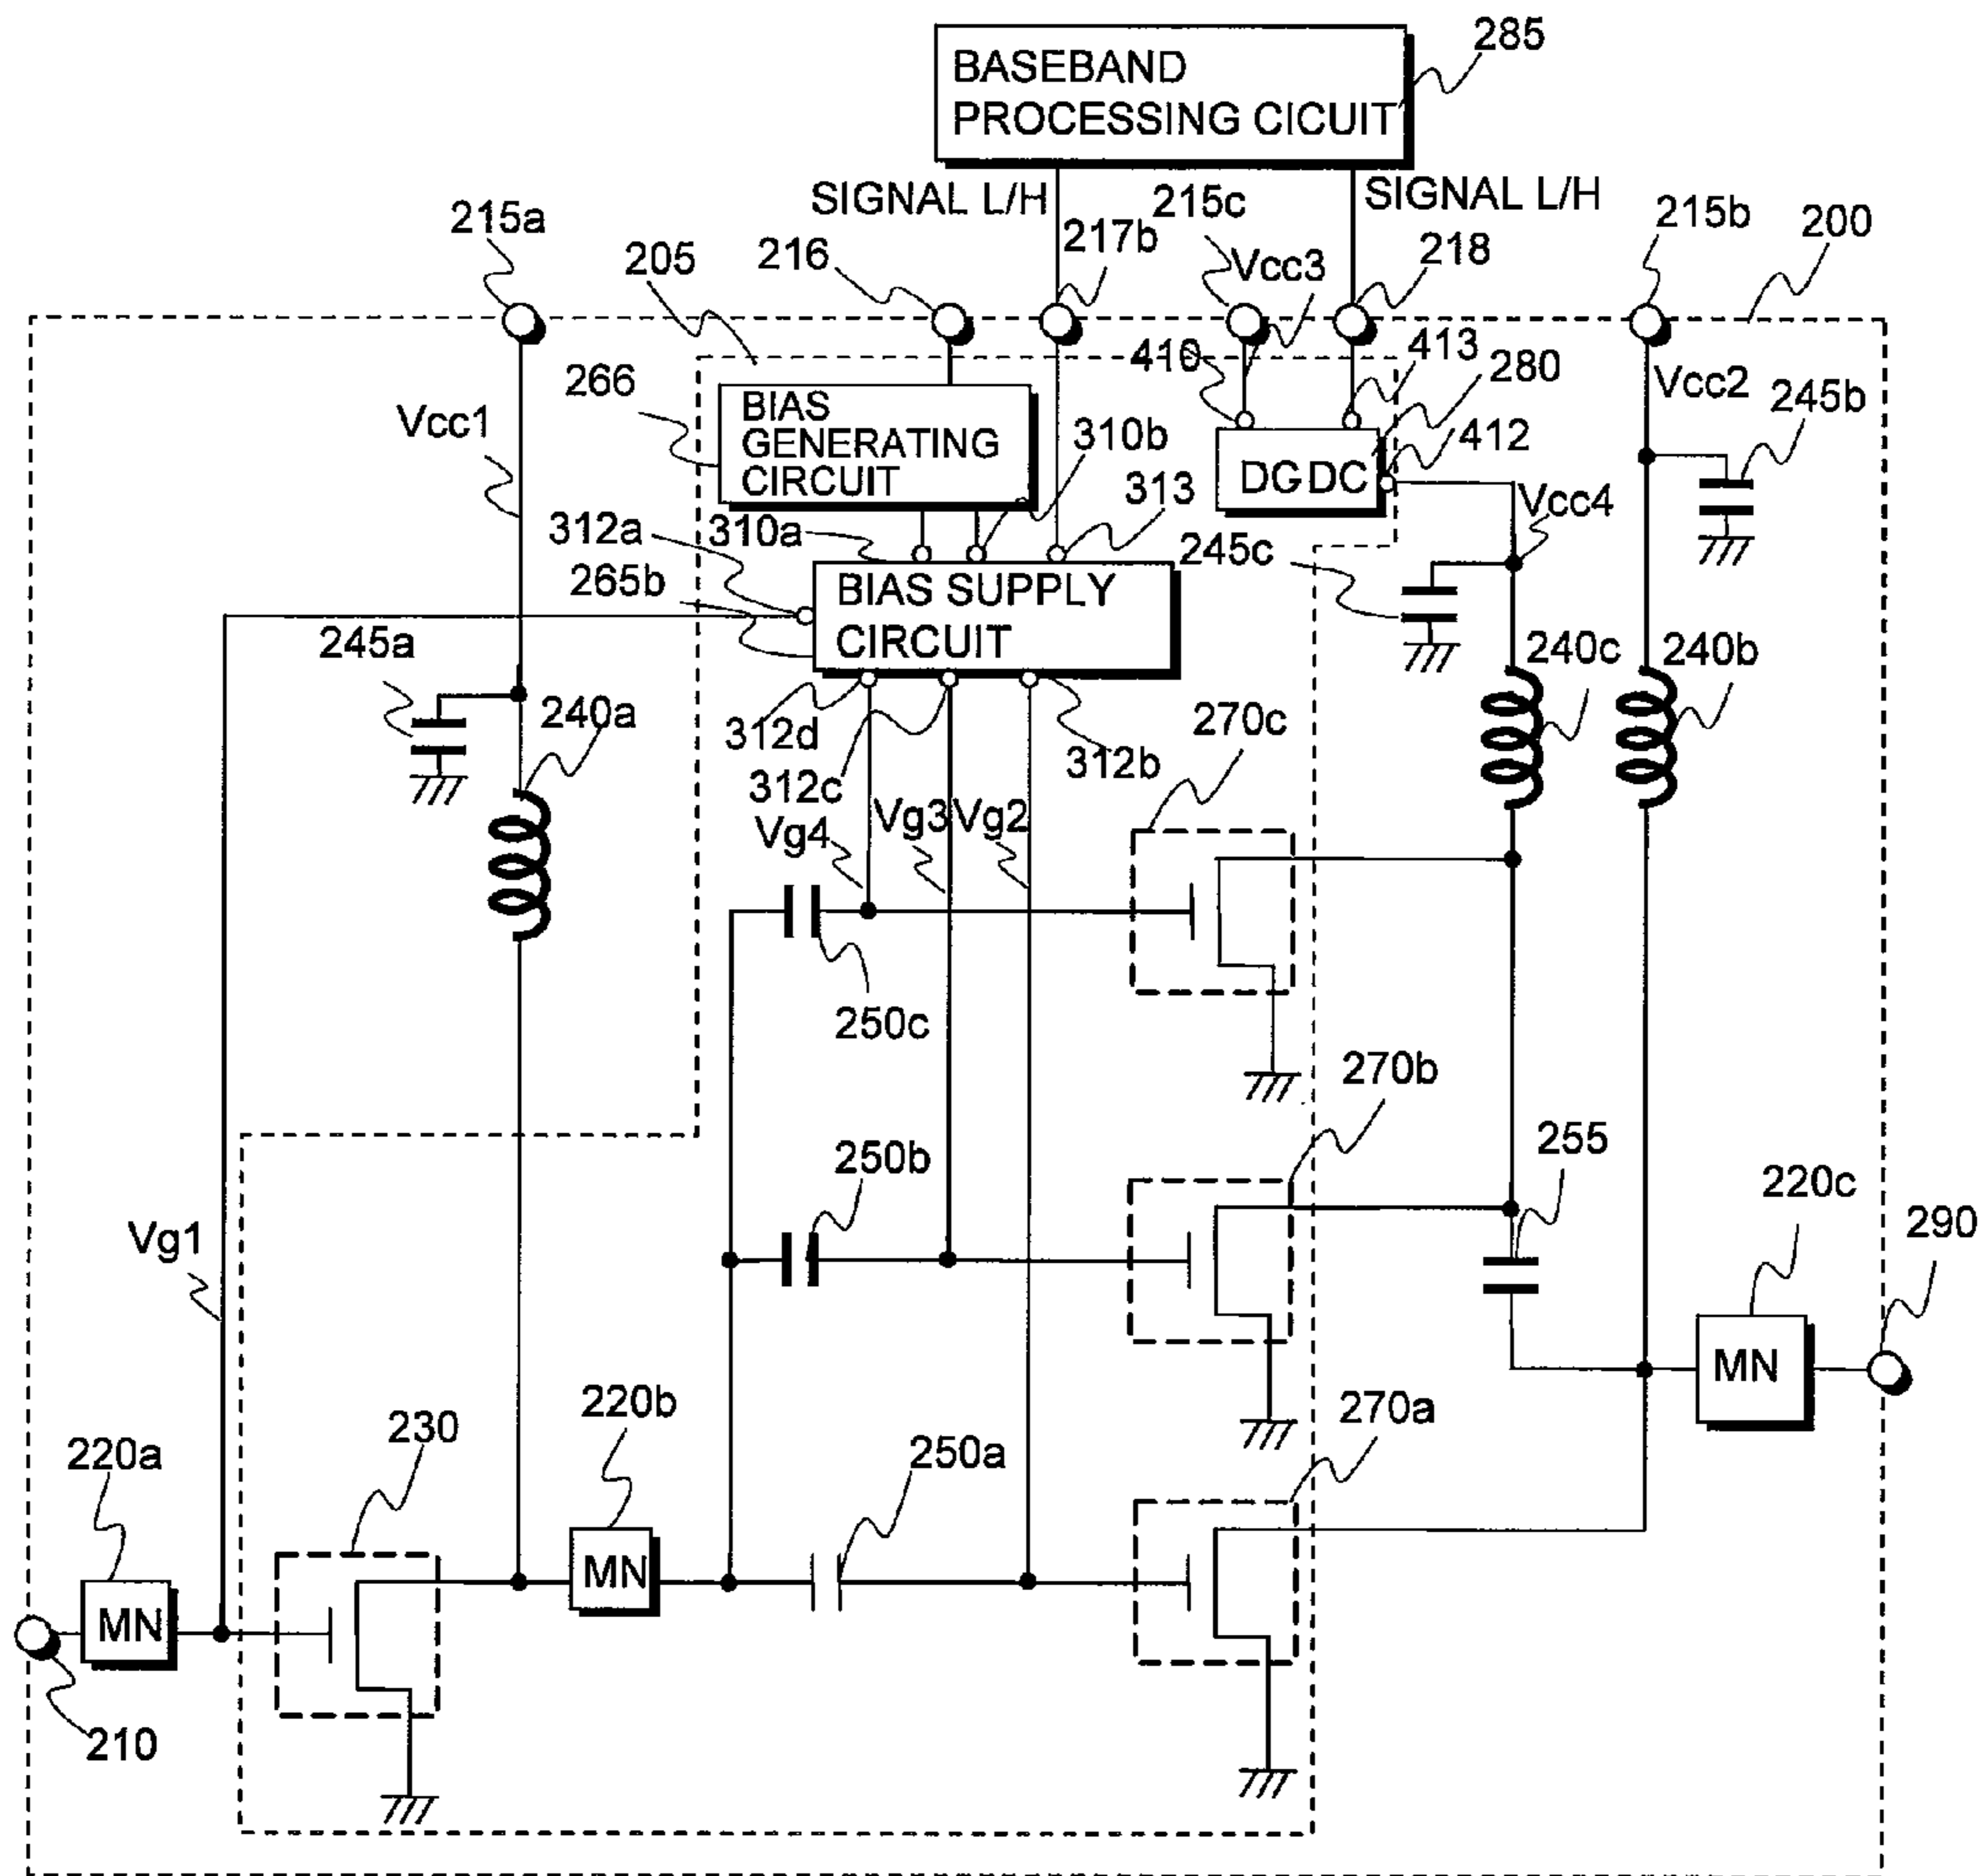 BASEBAND
PROCESSING CICUIT
285
SIGNAL L/H
SIGNAL L/H
215a
205
216
217b
215c
Vcc3
218
215b
200
266
Vcc1
BIAS
GENERATING
CIRCUIT
310b
410
413
280
412
DGDC
Vcc2
245b
312a
310a
313
Vcc4
265b
245c
BIAS SUPPLY
CIRCUIT
245a
240a
240c
240b
312d
312c
312b
270c
Vg4
Vg3
Vg2
250c
270b
250b
255
220c
290
Vg1
MN
220a
230
220b
250a
270a
MN
MN
210